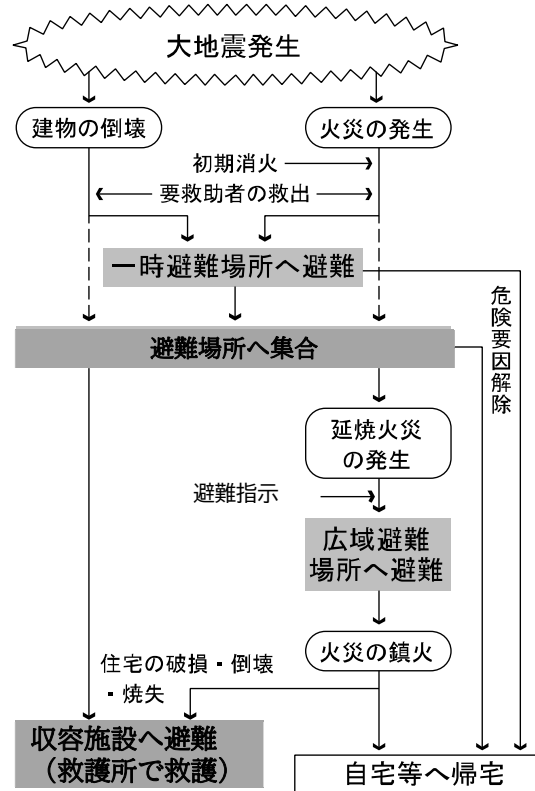 大地震発生
建物の倒壊
火災の発生
初期消火
要救助者の救出
一時避難場所へ避難
危険要因解除
避難場所へ集合
延焼火災
の発生
避難指示
広域避難
場所へ避難
火災の鎮火
住宅の破損・倒壊
・焼失
収容施設へ避難
（救護所で救護）
自宅等へ帰宅